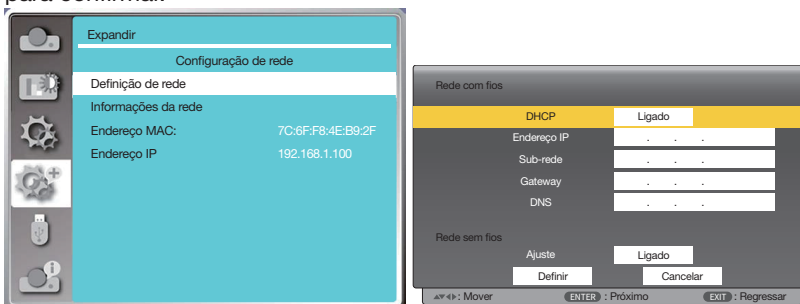 Expandir
Configuração de rede
Definição de rede
Informações da rede
Endereço MAC: 7C:6F:F8:4E:B9:2F
Endereço IP 192.168.1.100
Rede com fios
DHCP Ligado
Endereço IP . . .
Sub-rede . . .
Gateway . . .
DNS . . .
Rede sem fios
Ajuste Ligado
Definir Cancelar
▲▼◀▶: Mover ENTER : Próximo EXIT : Regressar